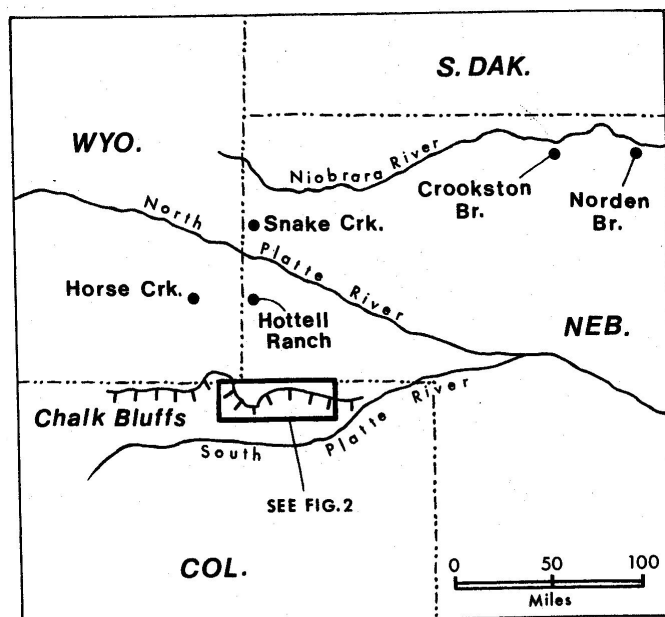 S. DAK.
WYO.
Niobrara River
Crookston
Br.
Norden
Br.
North Platte River
Snake Crk.
Horse Crk.
Hottell
Ranch
NEB.
Chalk Bluffs
South Platte River
SEE FIG.2
COL.
0 50 100
Miles